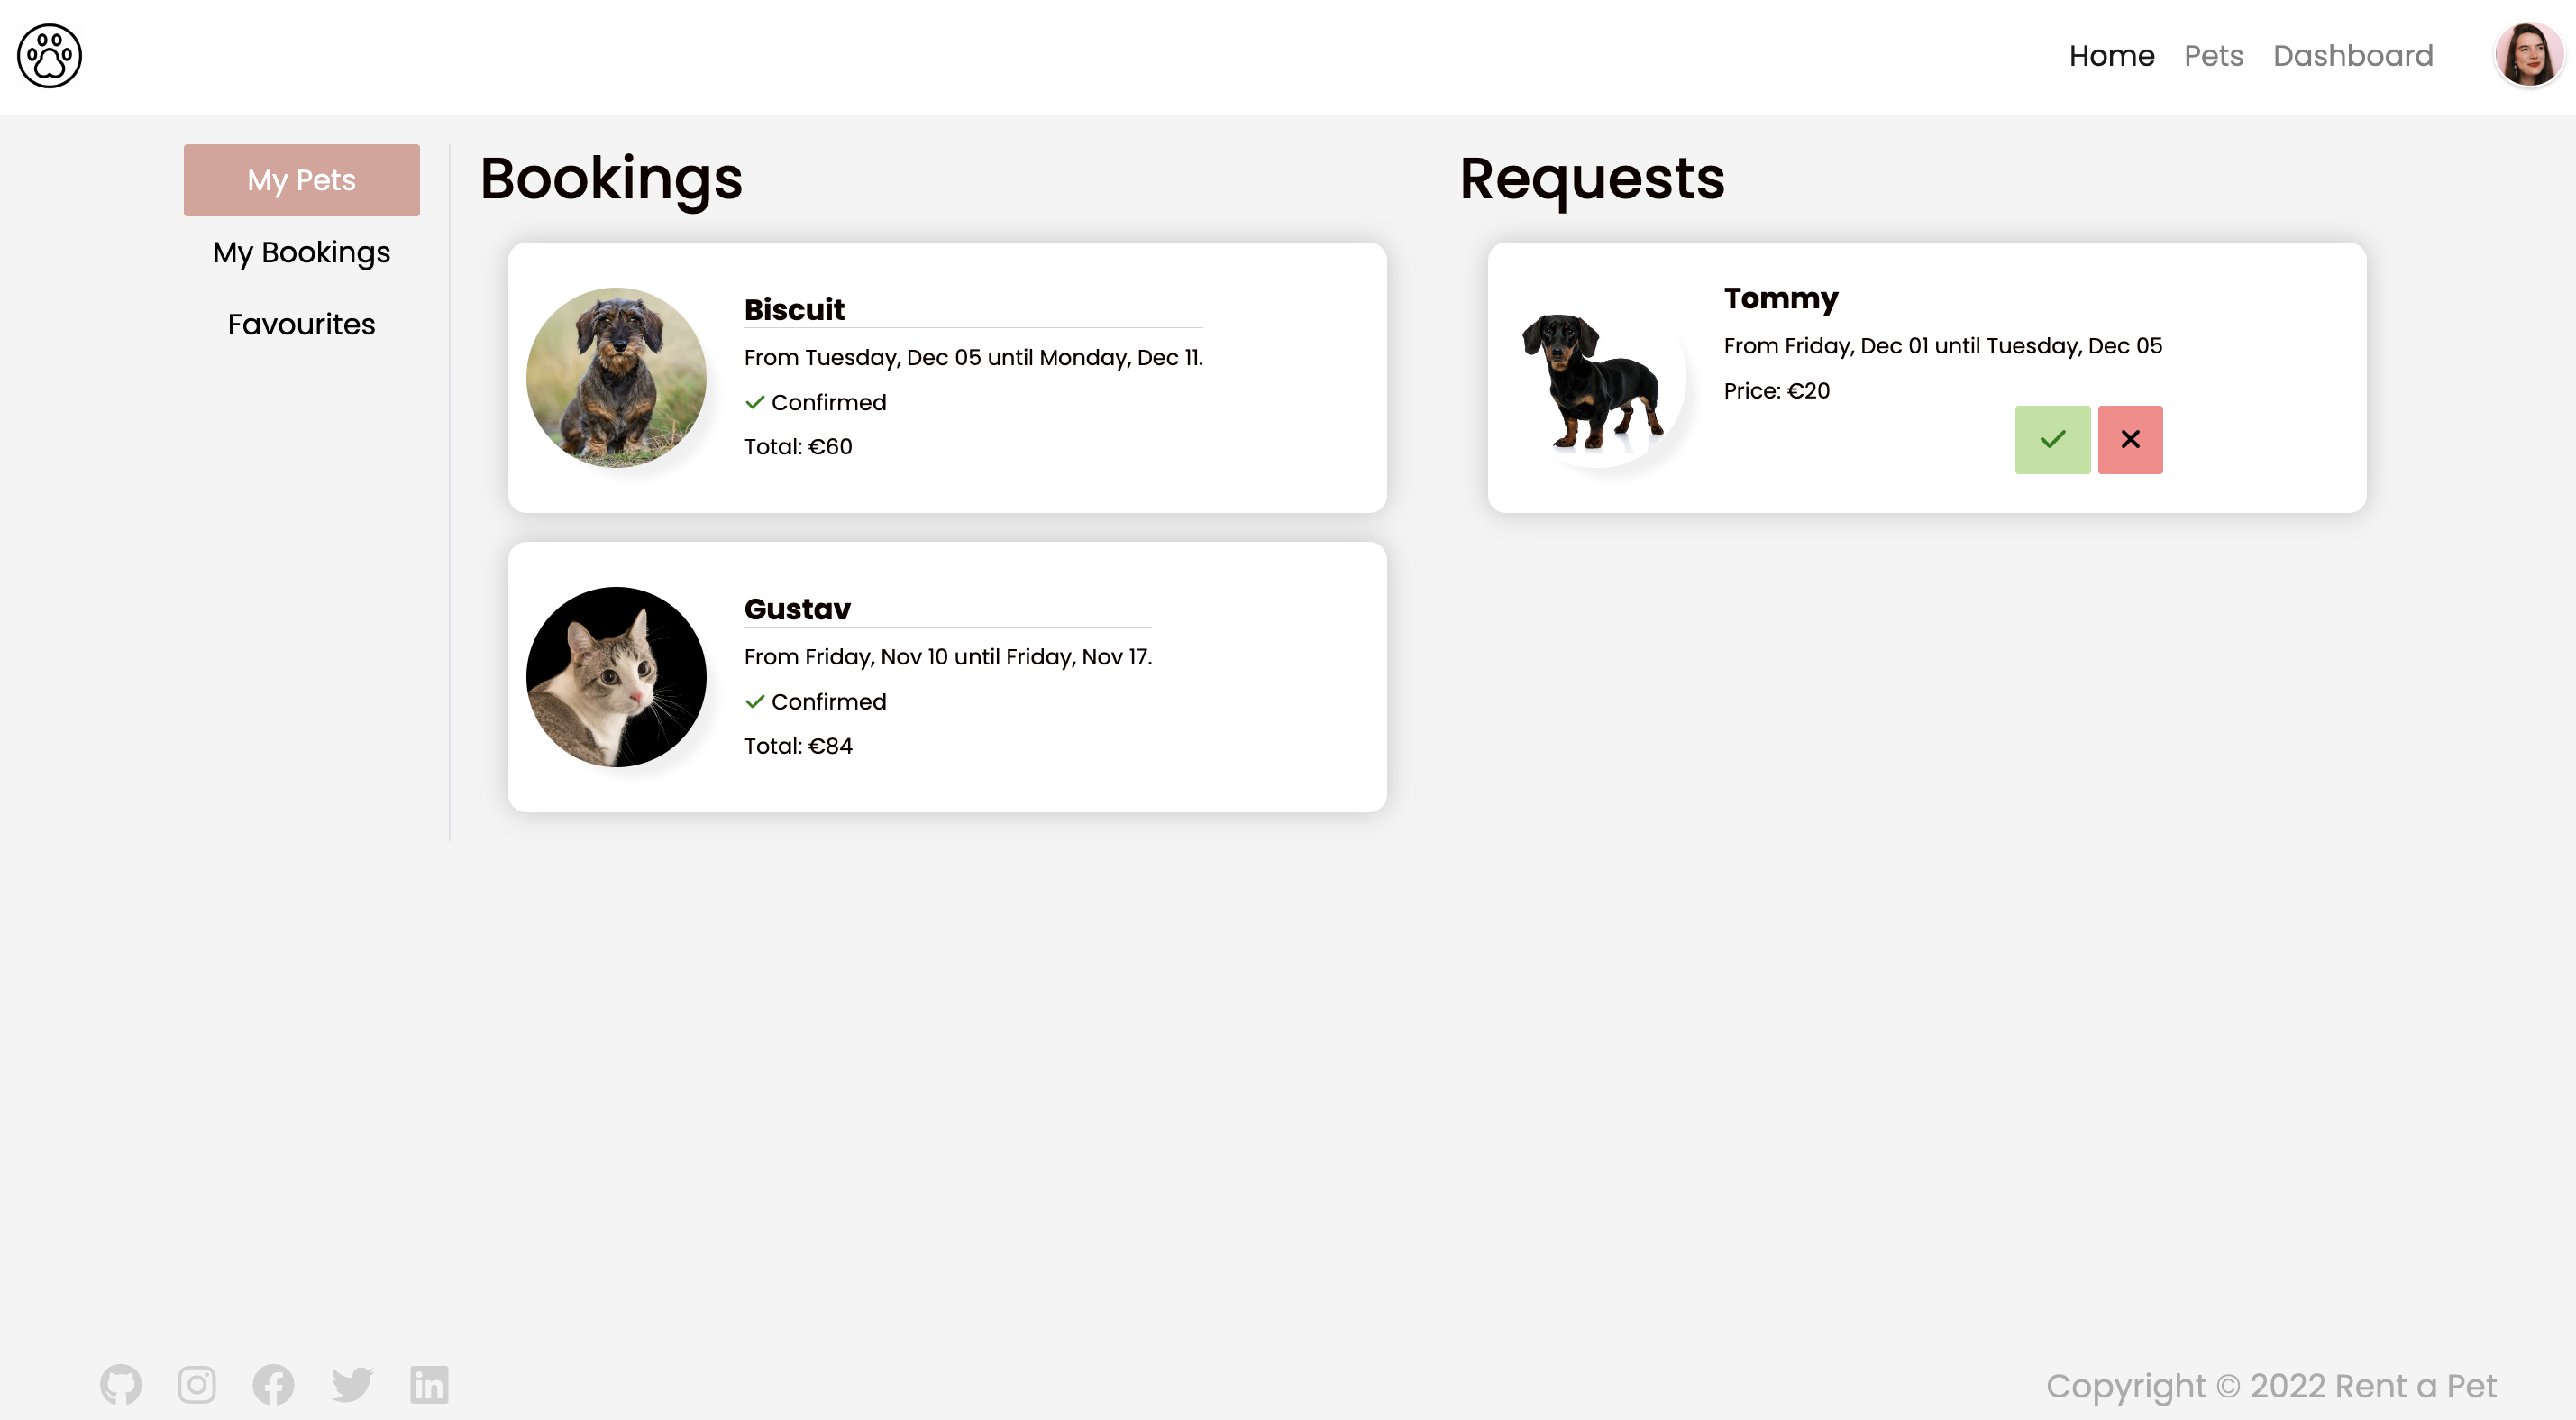 Home Pets Dashboard
My Pets
My Bookings
Favourites
Bookings
Biscuit
From Tuesday, Dec 05 until Monday, Dec 11.
Confirmed
Total: €60
Gustav
From Friday, Nov 10 until Friday, Nov 17.
Confirmed
Total: €84
Requests
Tommy
From Friday, Dec 01 until Tuesday, Dec 05
Price: €20
Copyright © 2022 Rent a Pet